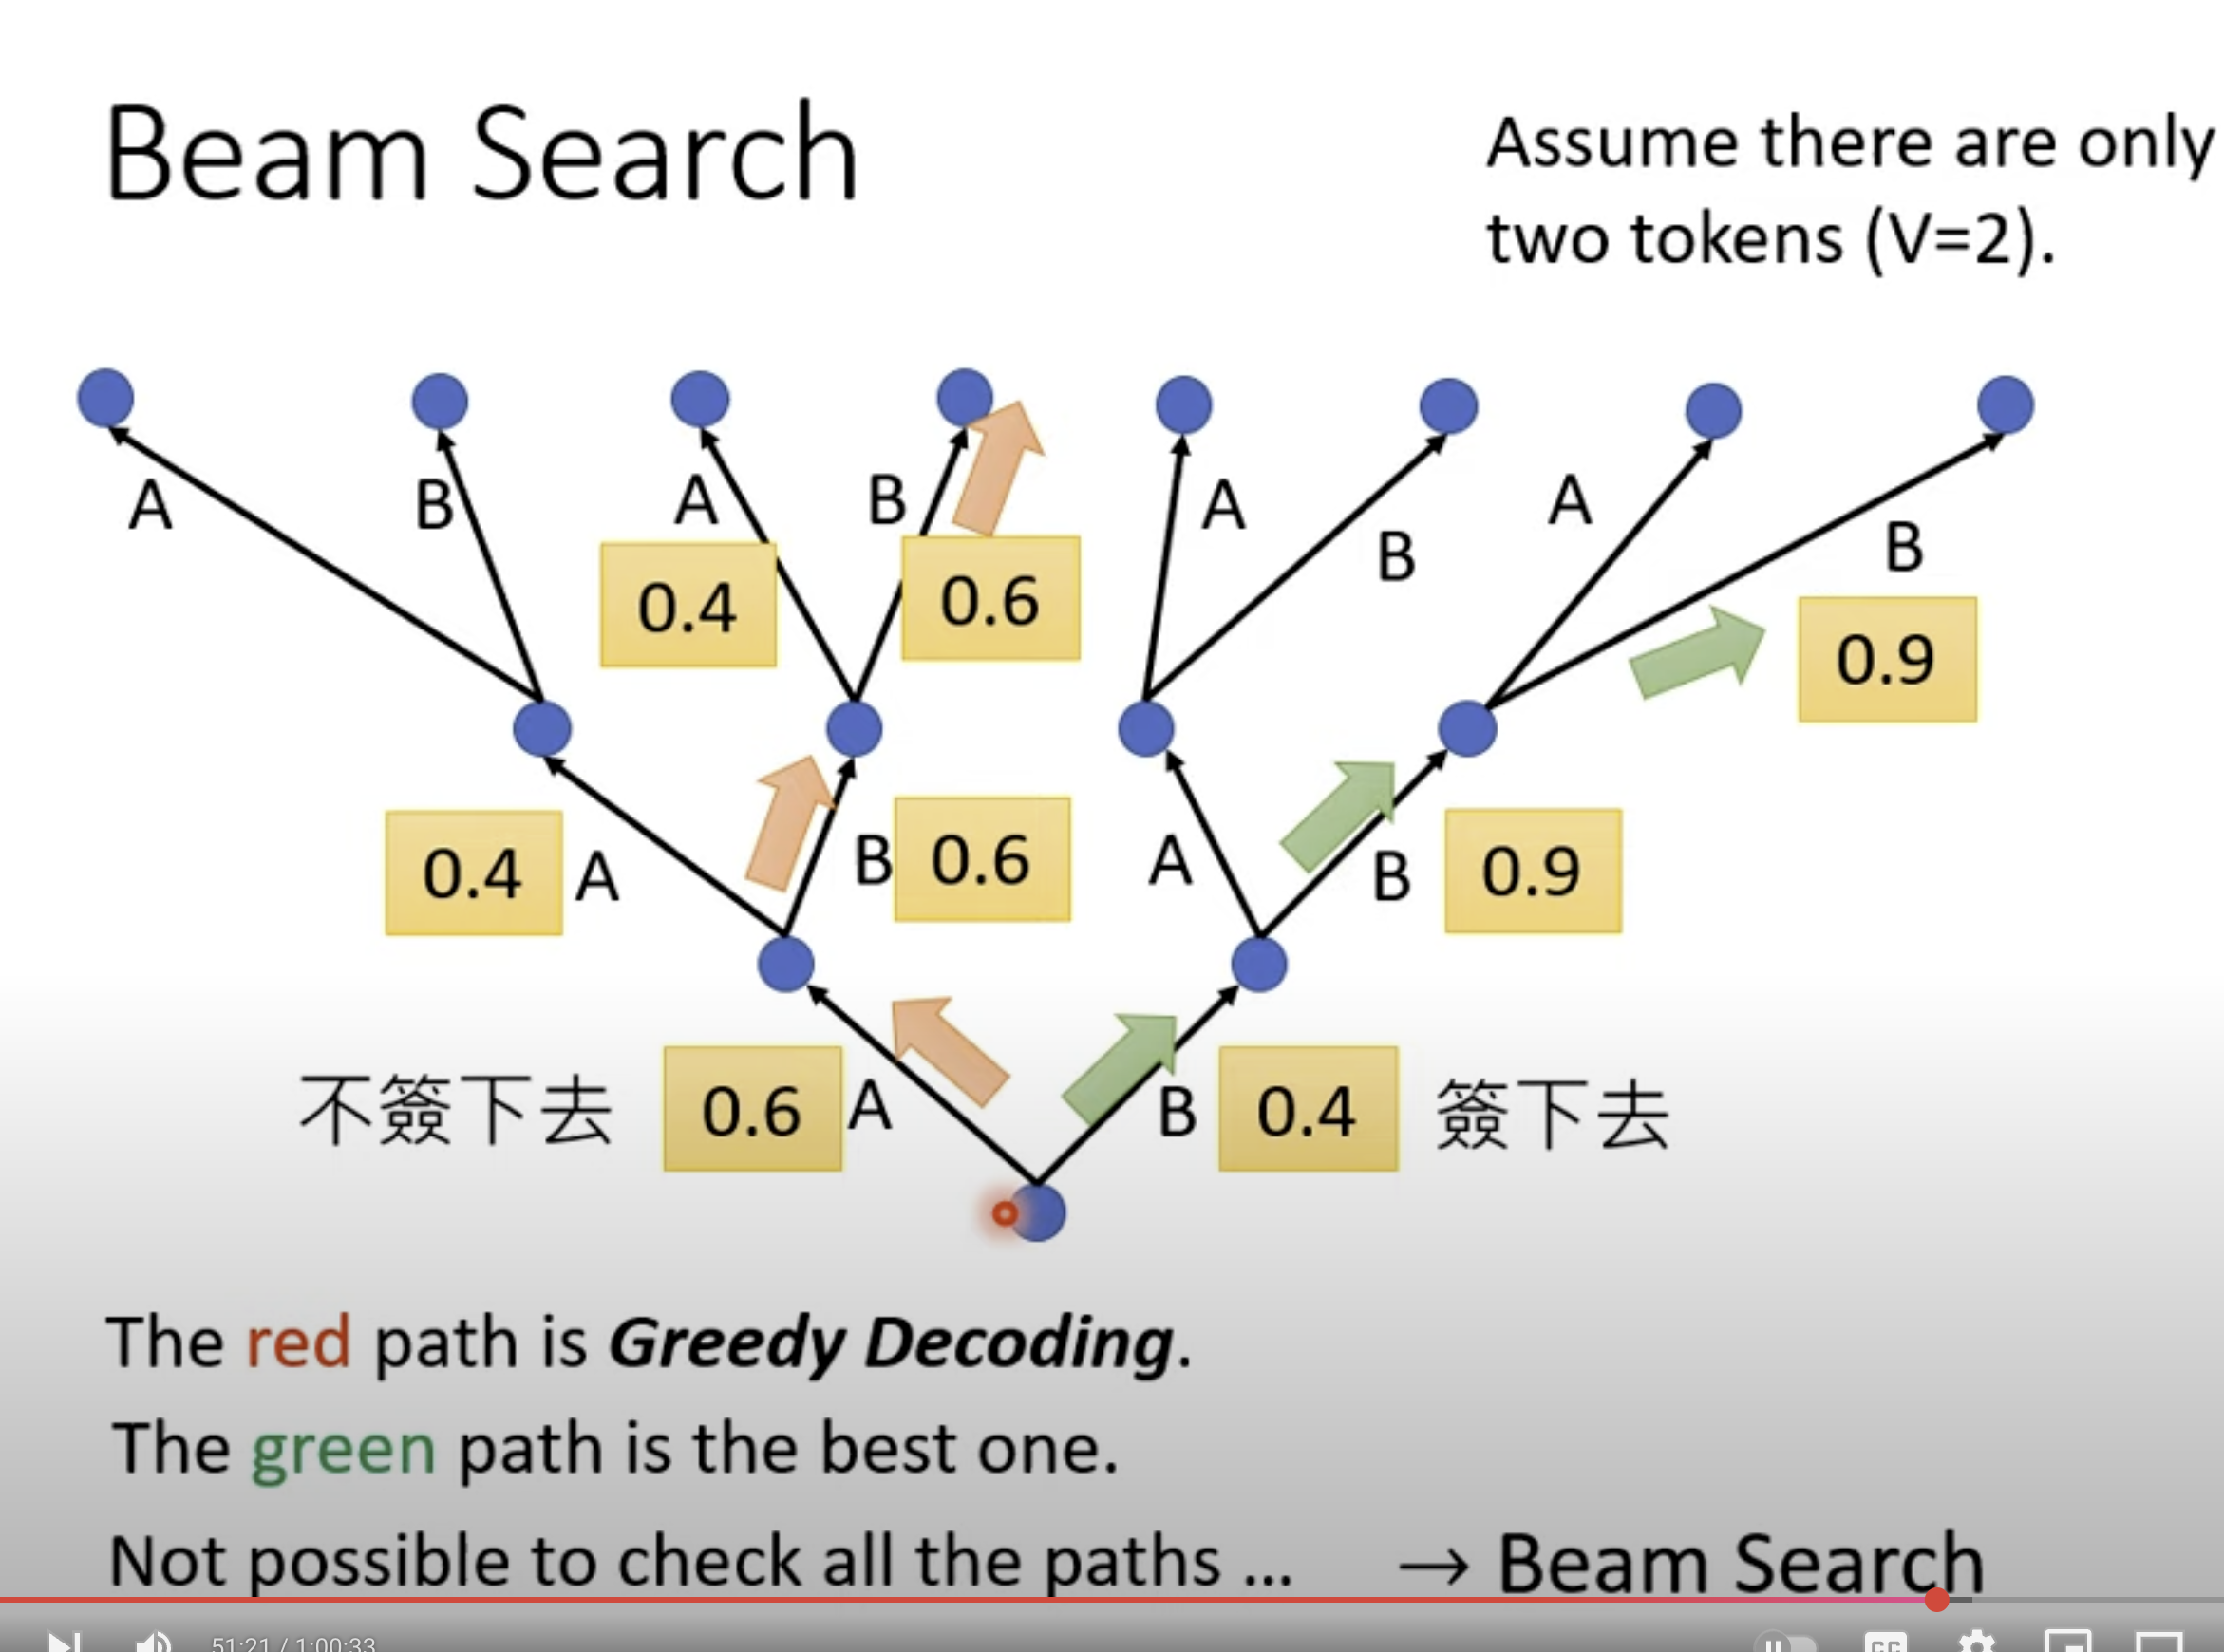 Beam Search
Assume there are only
two tokens (V=2).
A
B
A
B
A
B
A
B
0.4
0.6
0.9
0.4
A
B
0.6
A
B
0.9
不簽下去
0.6
A
B
0.4
簽下去
The red path is Greedy Decoding.
The green path is the best one.
Not possible to check all the paths ...
→ Beam Search
51:21 / 1:00:33
CC